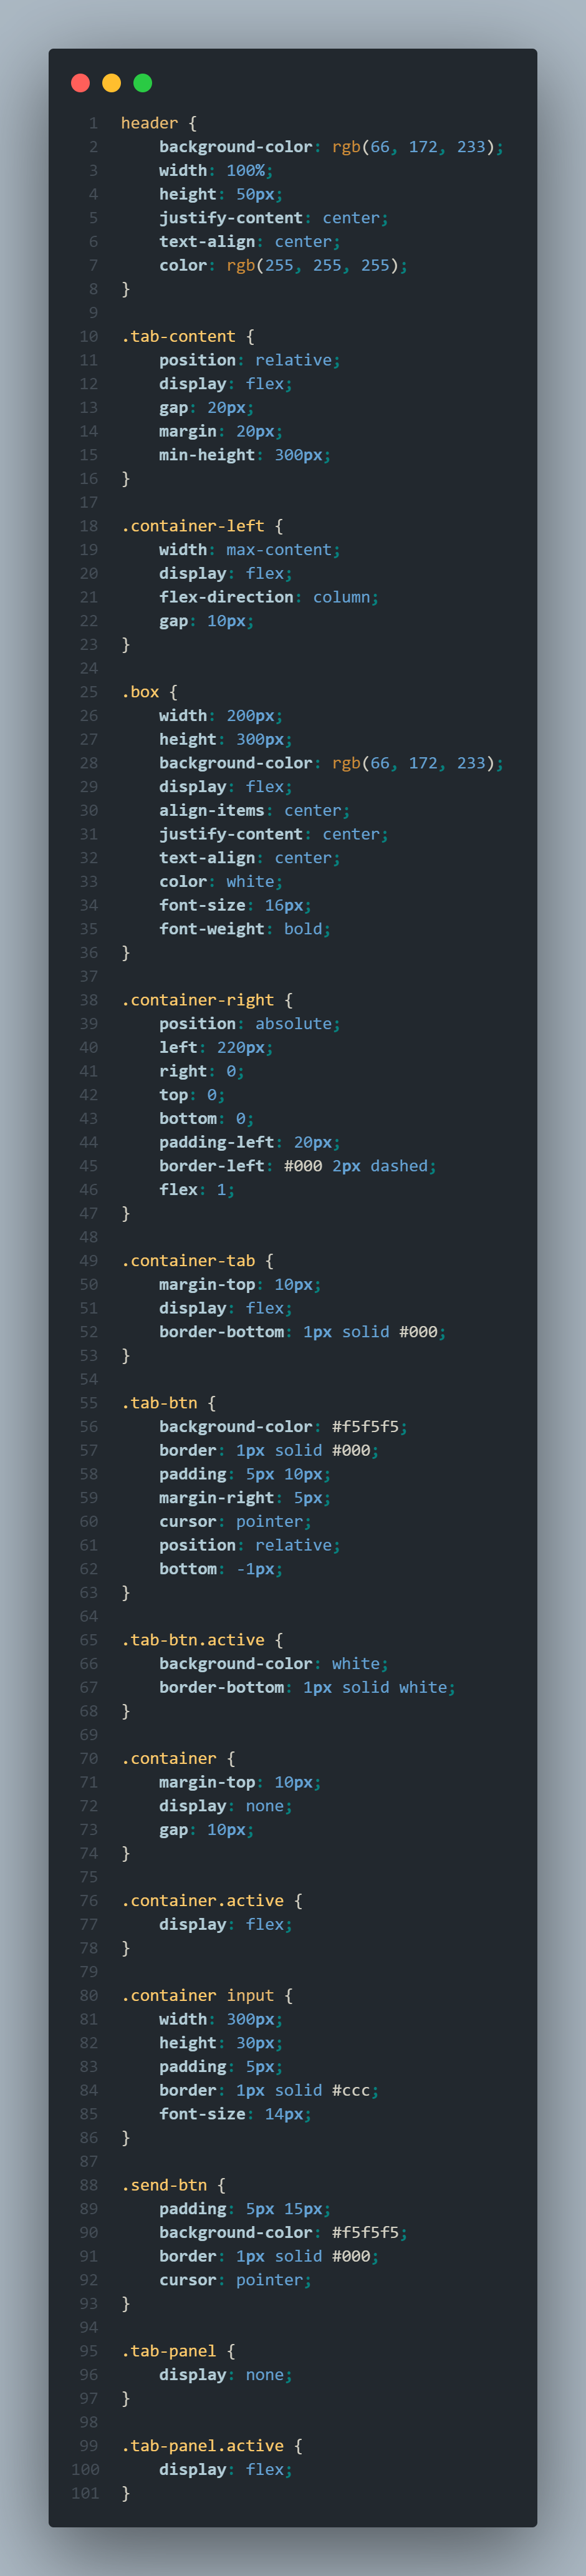 1 header {
2     background-color: rgb(66, 172, 233);
3     width: 100%;
4     height: 50px;
5     justify-content: center;
6     text-align: center;
7     color: rgb(255, 255, 255);
8 }
9
10 .tab-content {
11     position: relative;
12     display: flex;
13     gap: 20px;
14     margin: 20px;
15     min-height: 300px;
16 }
17
18 .container-left {
19     width: max-content;
20     display: flex;
21     flex-direction: column;
22     gap: 10px;
23 }
24
25 .box {
26     width: 200px;
27     height: 300px;
28     background-color: rgb(66, 172, 233);
29     display: flex;
30     align-items: center;
31     justify-content: center;
32     text-align: center;
33     color: white;
34     font-size: 16px;
35     font-weight: bold;
36 }
37
38 .container-right {
39     position: absolute;
40     left: 220px;
41     right: 0;
42     top: 0;
43     bottom: 0;
44     padding-left: 20px;
45     border-left: #000 2px dashed;
46     flex: 1;
47 }
48
49 .container-tab {
50     margin-top: 10px;
51     display: flex;
52     border-bottom: 1px solid #000;
53 }
54
55 .tab-btn {
56     background-color: #f5f5f5;
57     border: 1px solid #000;
58     padding: 5px 10px;
59     margin-right: 5px;
60     cursor: pointer;
61     position: relative;
62     bottom: -1px;
63 }
64
65 .tab-btn.active {
66     background-color: white;
67     border-bottom: 1px solid white;
68 }
69
70 .container {
71     margin-top: 10px;
72     display: none;
73     gap: 10px;
74 }
75
76 .container.active {
77     display: flex;
78 }
79
80 .container input {
81     width: 300px;
82     height: 30px;
83     padding: 5px;
84     border: 1px solid #ccc;
85     font-size: 14px;
86 }
87
88 .send-btn {
89     padding: 5px 15px;
90     background-color: #f5f5f5;
91     border: 1px solid #000;
92     cursor: pointer;
93 }
94
95 .tab-panel {
96     display: none;
97 }
98
99 .tab-panel.active {
100     display: flex;
101 }